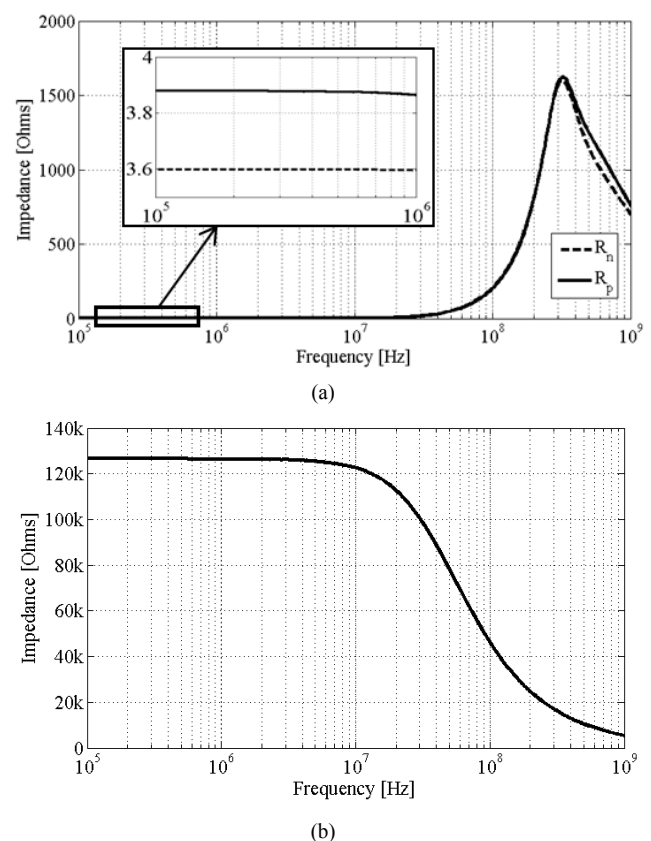 2000
1500
1000
500
0
Impedance [Ohms]
4
3.8
3.6
10^5
10^6
R_n
R_p
10^5
10^6
10^7
10^8
10^9
Frequency [Hz]
(a)
140k
120k
100k
80k
60k
40k
20k
0
Impedance [Ohms]
10^5
10^6
10^7
10^8
10^9
Frequency [Hz]
(b)